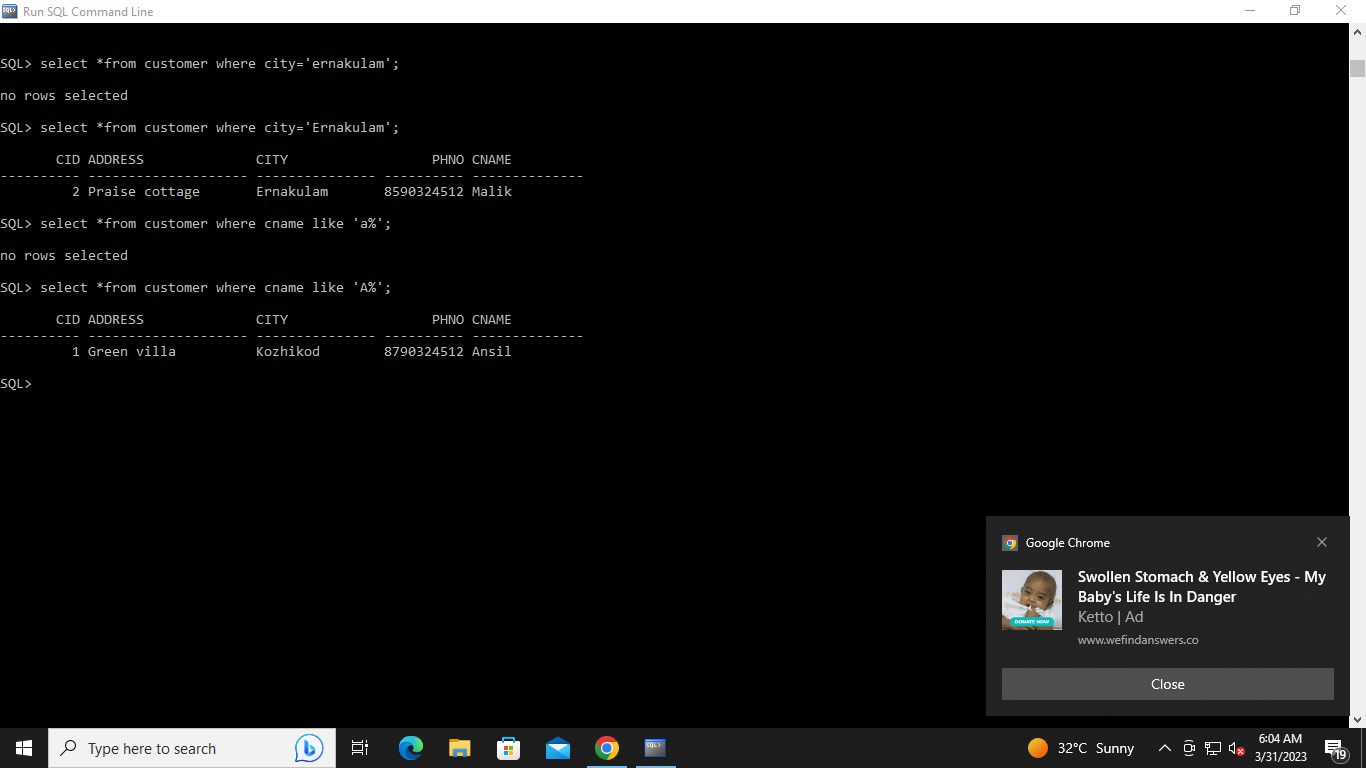 Run SQL Command Line
SQL> select *from customer where city='ernakulam';
no rows selected
SQL> select *from customer where city='Ernakulam';
CID ADDRESS CITY PHNO CNAME
---------- -------------------- --------------- ---------- --------------
2 Praise cottage Ernakulam 8590324512 Malik
SQL> select *from customer where cname like 'a%';
no rows selected
SQL> select *from customer where cname like 'A%';
CID ADDRESS CITY PHNO CNAME
---------- -------------------- --------------- ---------- --------------
1 Green villa Kozhikod 8790324512 Ansil
SQL>
Google Chrome
Swollen Stomach & Yellow Eyes - My
Baby's Life Is In Danger
Ketto | Ad
www.wefindanswers.co
DONATE NOW
Close
Type here to search
32°C Sunny
6:04 AM
3/31/2023
19